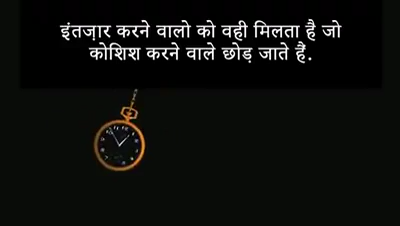 इंतज़ार करने वालो को वही मिलता है जो
कोशिश करने वाले छोड़ जाते हैं.